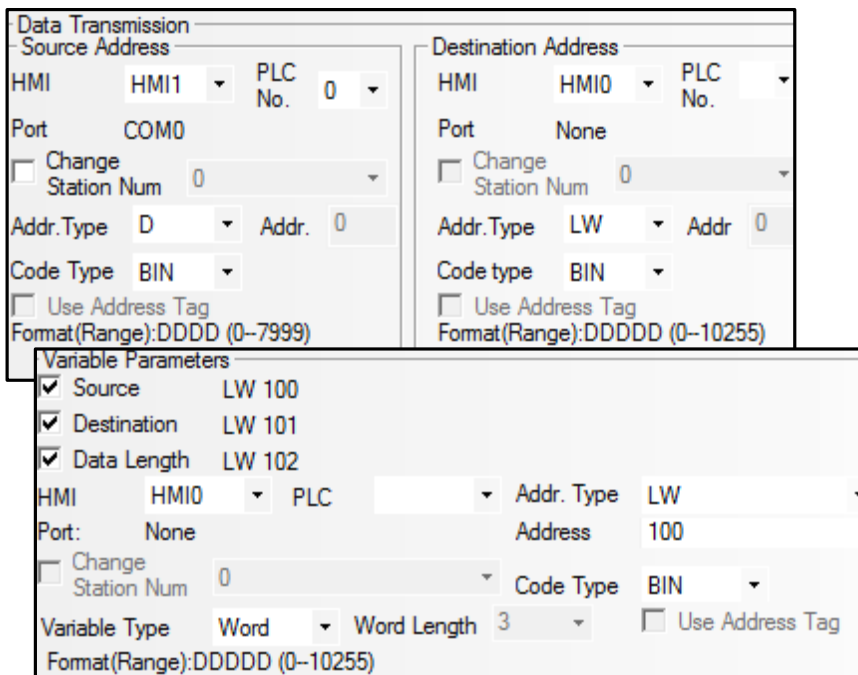 Data Transmission
Source Address
HMI HMI1 PLC No. 0
Port COM0
Change Station Num 0
Addr.Type D Addr. 0
Code Type BIN
Use Address Tag
Format(Range):DDDD (0--7999)
Destination Address
HMI HMI0 PLC No.
Port None
Change Station Num 0
Addr.Type LW Addr 0
Code type BIN
Use Address Tag
Format(Range):DDDDD (0--10255)
Variable Parameters
Source LW 100
Destination LW 101
Data Length LW 102
HMI HMI0 PLC Addr. Type LW
Port: None Address 100
Change Station Num 0 Code Type BIN
Variable Type Word Word Length 3 Use Address Tag
Format(Range):DDDDD (0--10255)